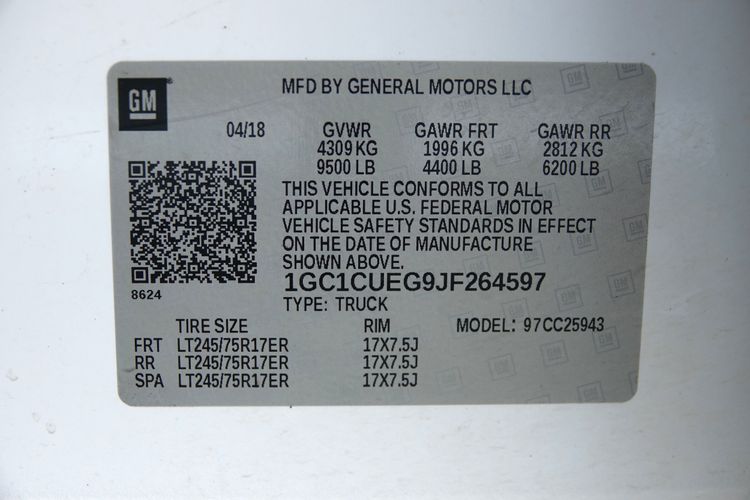 GM
MFD BY GENERAL MOTORS LLC
04/18 GVWR GAWR FRT GAWR RR
4309 KG 1996 KG 2812 KG
9500 LB 4400 LB 6200 LB
THIS VEHICLE CONFORMS TO ALL
APPLICABLE U.S. FEDERAL MOTOR
VEHICLE SAFETY STANDARDS IN EFFECT
ON THE DATE OF MANUFACTURE
SHOWN ABOVE.
8624
1GC1CUEG9JF264597
TYPE: TRUCK
TIRE SIZE RIM MODEL: 97CC25943
FRT LT245/75R17ER 17X7.5J
RR LT245/75R17ER 17X7.5J
SPA LT245/75R17ER 17X7.5J